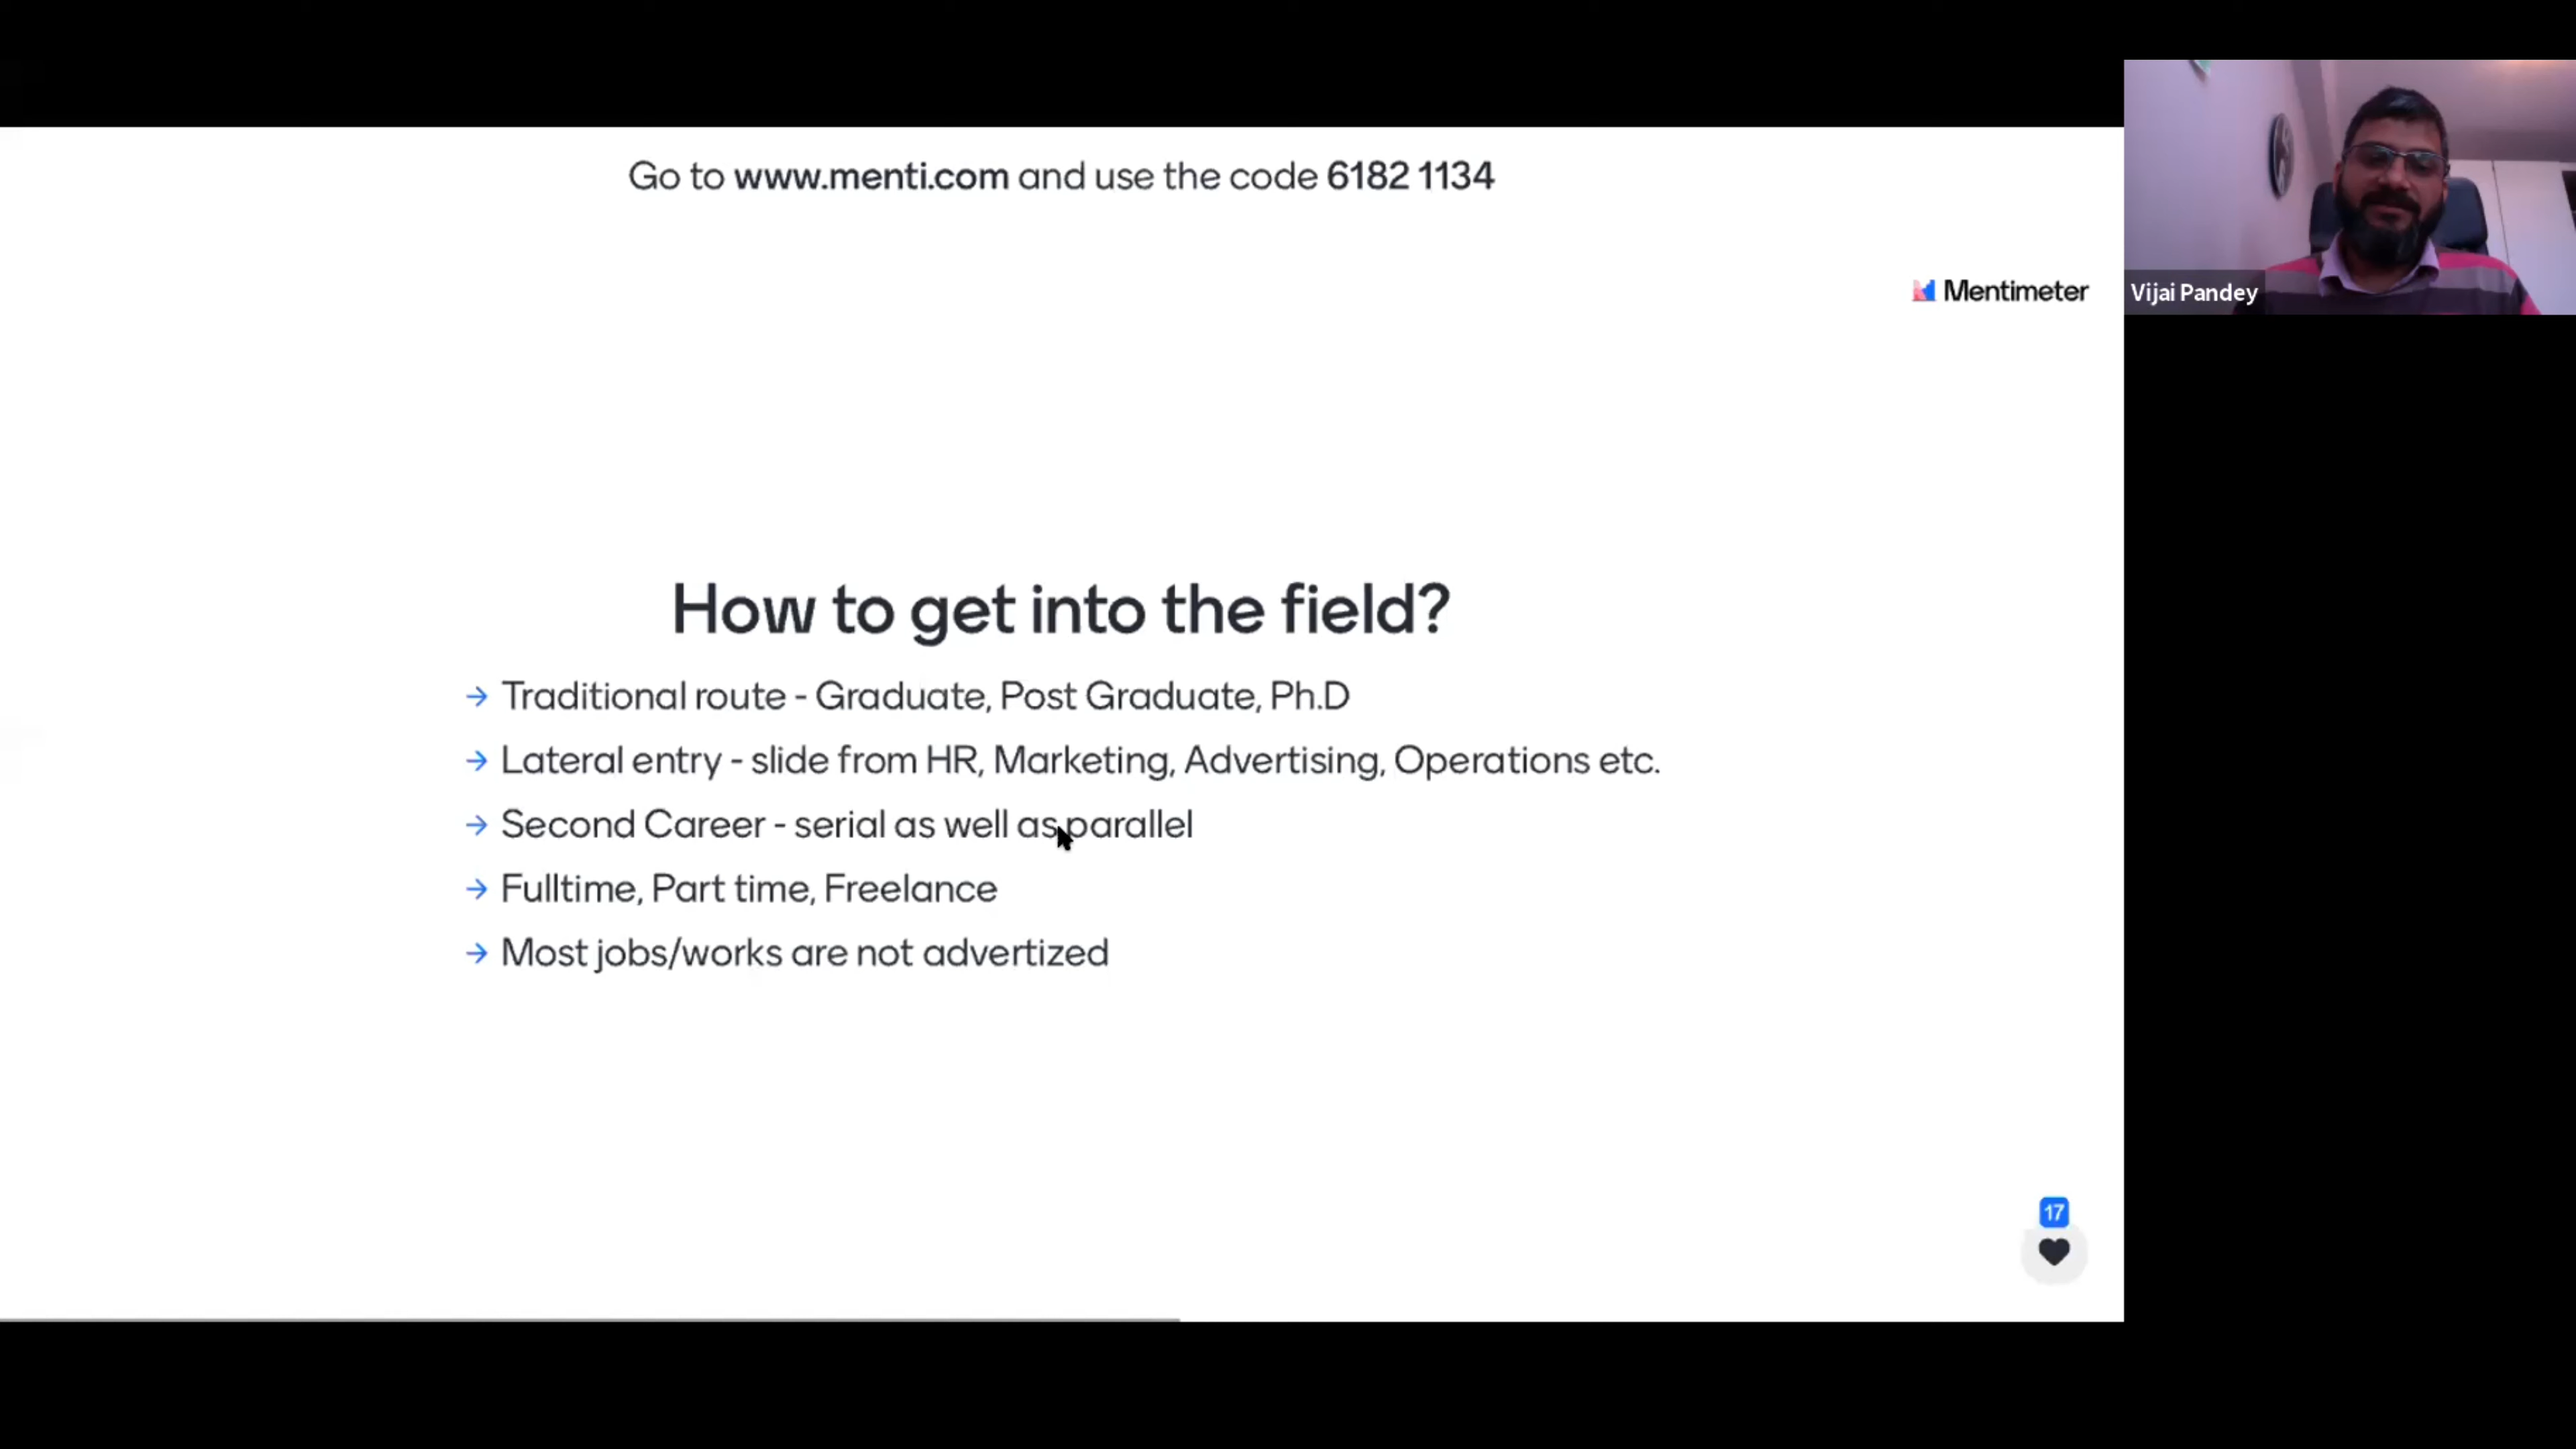 Go to www.menti.com and use the code 6182 1134
Mentimeter
Vijai Pandey
How to get into the field?
→ Traditional route - Graduate, Post Graduate, Ph.D
→ Lateral entry - slide from HR, Marketing, Advertising, Operations etc.
→ Second Career - serial as well as parallel
→ Fulltime, Part time, Freelance
→ Most jobs/works are not advertized
17